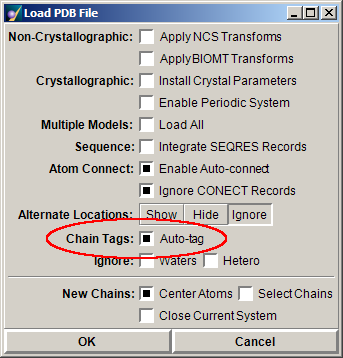 Load PDB File
Non-Crystallographic: Apply NCS Transforms
ApplyBIOMT Transforms
Crystallographic: Install Crystal Parameters
Enable Periodic System
Multiple Models: Load All
Sequence: Integrate SEQRES Records
Atom Connect: Enable Auto-connect
Ignore CONECT Records
Alternate Locations: Show Hide Ignore
Chain Tags: Auto-tag
Ignore: Waters Hetero
New Chains: Center Atoms Select Chains
Close Current System
OK Cancel